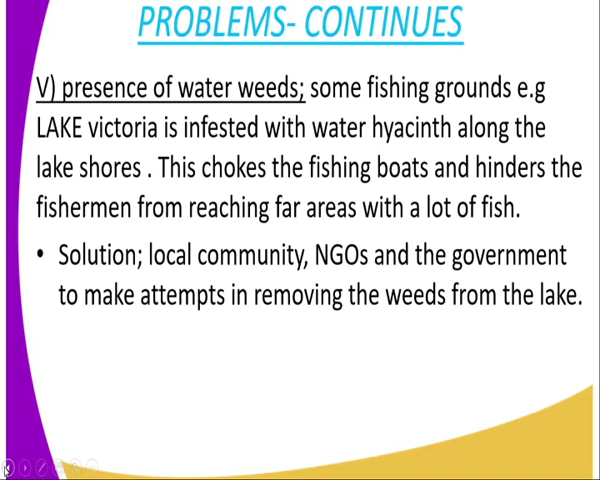 PROBLEMS- CONTINUES
V) presence of water weeds; some fishing grounds e.g
LAKE victoria is infested with water hyacinth along the
lake shores . This chokes the fishing boats and hinders the
fishermen from reaching far areas with a lot of fish.
• Solution; local community, NGOs and the government
to make attempts in removing the weeds from the lake.